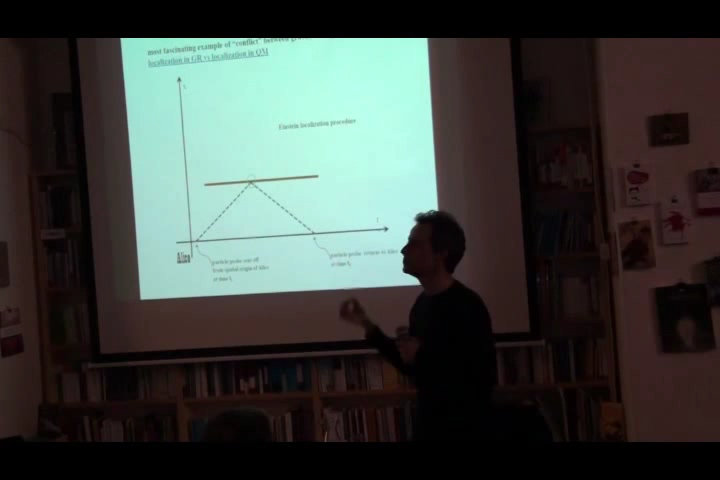 most fascinating example of "conflict" between
localization in GR vs localization in QM
Einstein localization procedure
Alice
particle probe sent off
from spatial origin of Alice
at time t
particle probe returns to Alice
at time t